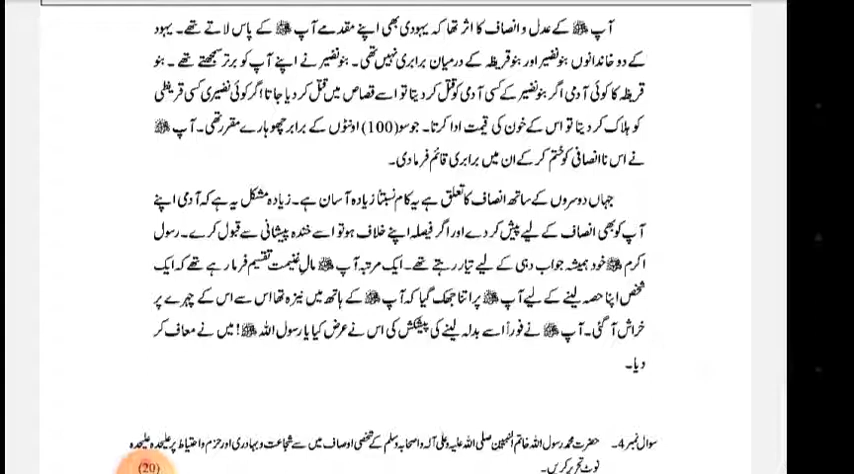 آپ ﷺ کے عدل و انصاف کا اثر تھا کہ یہودی بھی اپنے مقدمے آپ ﷺ کے پاس لاتے تھے۔ یہود
کے دو خاندانوں بنو نضیر اور بنو قریظہ کے درمیان برابری نہیں تھی۔ بنو نضیر نے اپنے آپ کو برتر سمجھتے تھے۔ بنو
قریظہ کا کوئی آدمی اگر بنو نضیر کے کسی آدمی کو قتل کر دیتا تو اسے قصاص میں قتل کر دیا جاتا اگر کوئی نضیری کسی قریظی
کو ہلاک کر دیتا تو اس کے خون کی قیمت ادا کرتا۔ جو سو (100) اونٹوں کے برابر چھوہارے مقرر تھی۔ آپ ﷺ
نے اس ناانصافی کو ختم کر کے ان میں برابری قائم فرما دی۔
جہاں دوسروں کے ساتھ انصاف کا تعلق ہے یہ کام نسبتاً زیادہ آسان ہے۔ زیادہ مشکل یہ ہے کہ آدمی اپنے
آپ کو بھی انصاف کے لیے پیش کر دے اور اگر فیصلہ اپنے خلاف ہو تو اسے خندہ پیشانی سے قبول کرے۔ رسول
اکرم ﷺ خود ہمیشہ جواب دہی کے لیے تیار رہتے تھے۔ ایک مرتبہ آپ ﷺ مالِ غنیمت تقسیم فرما رہے تھے کہ ایک
شخص اپنا حصہ لینے کے لیے آپ ﷺ پر اتنا جھک گیا کہ آپ ﷺ کے ہاتھ میں نیزہ تھا اس سے اس کے چہرے پر
خراش آ گئی۔ آپ ﷺ نے فوراً اسے بدلہ لینے کی پیشکش کی اس نے عرض کیا یا رسول اللہ ﷺ! میں نے معاف کر
دیا۔
سوال نمبر 4۔ حضرت محمد رسول اللہ خاتم النبیین صلی اللہ علیہ وعلی آلہ واصحابہ وسلم کے شخصی اوصاف میں سے شجاعت و بہادری اور حزم و احتیاط پر علیحدہ علیحدہ
نوٹ تحریر کریں۔
(20)